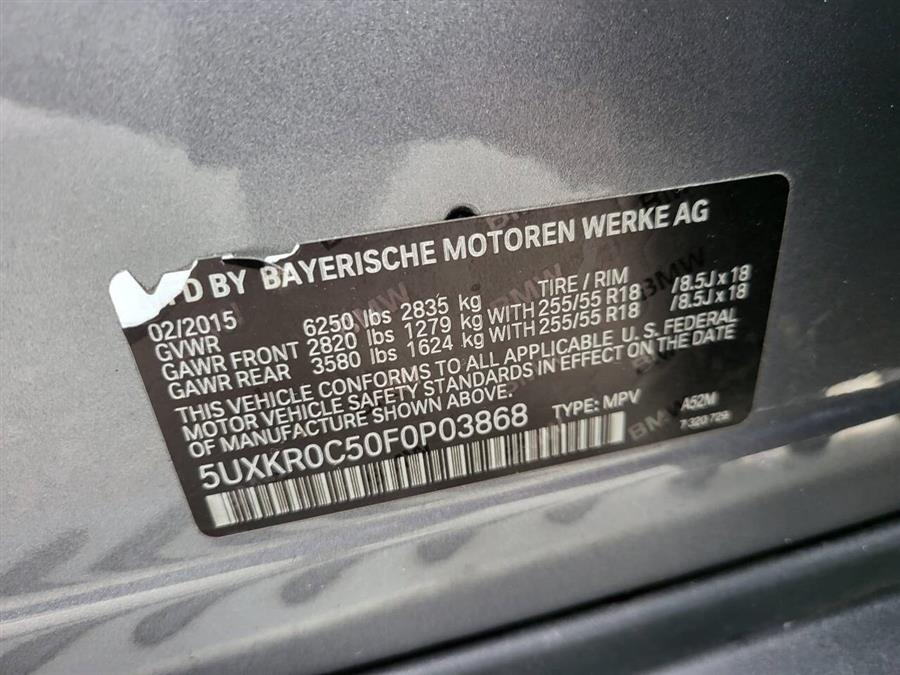 FD BY BAYERISCHE MOTOREN WERKE AG
02/2015 TIRE / RIM
GVWR 6250 lbs 2835 kg
GAWR FRONT 2820 lbs 1279 kg WITH 255/55 R18 /8.5J x 18
GAWR REAR 3580 lbs 1624 kg WITH 255/55 R18 /8.5J x 18
THIS VEHICLE CONFORMS TO ALL APPLICABLE U. S. FEDERAL
MOTOR VEHICLE SAFETY STANDARDS IN EFFECT ON THE DATE
OF MANUFACTURE SHOWN ABOVE.
5UXKR0C50F0P03868 TYPE: MPV A52M
7 320 729